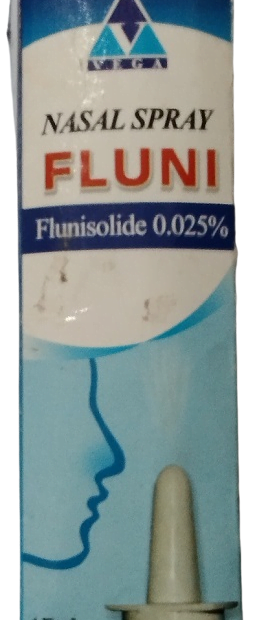 VEGA
NASAL SPRAY
FLUNI
Flunisolide 0.025%